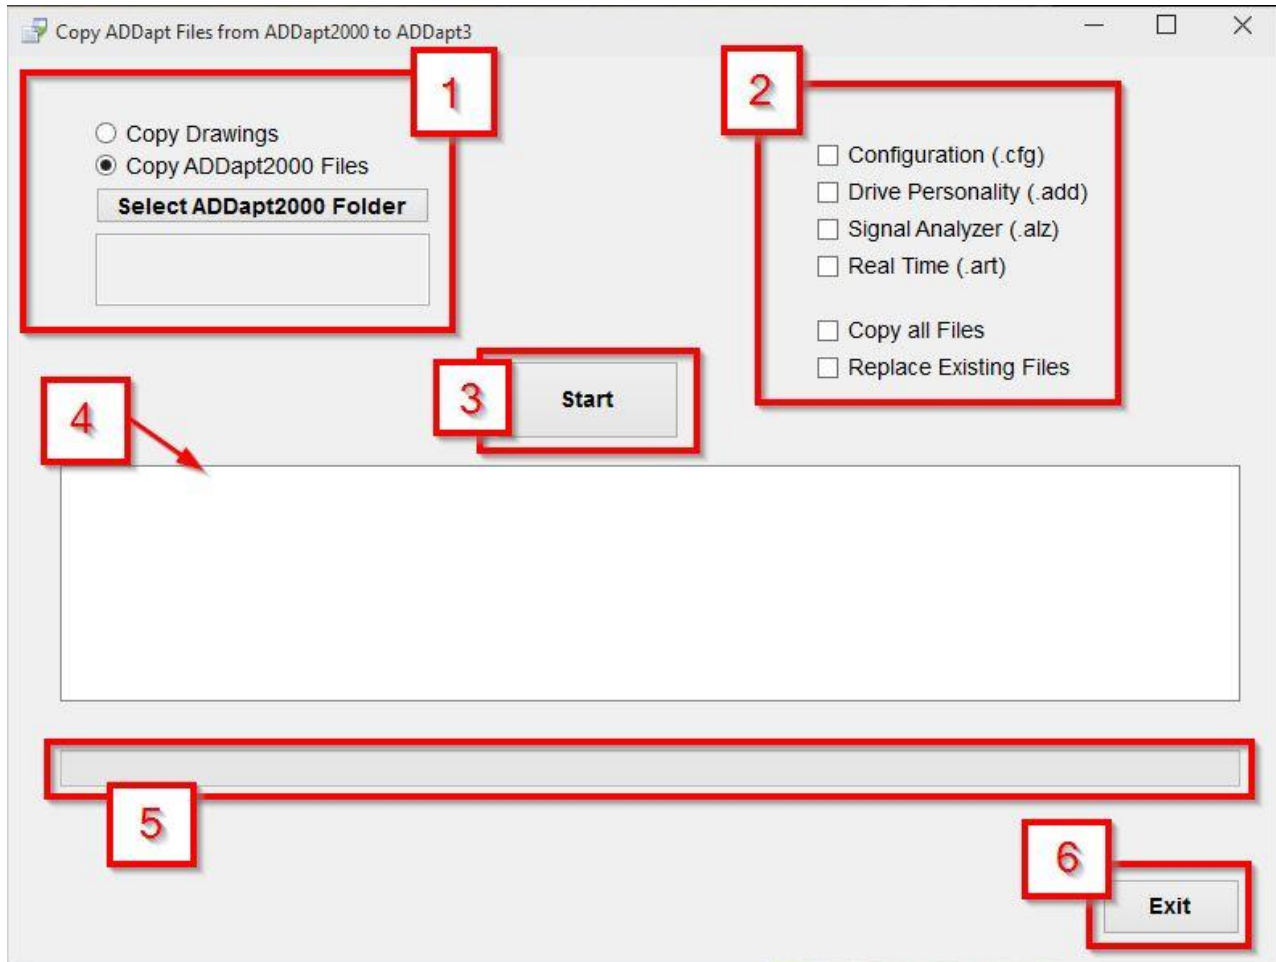 Copy ADDapt Files from ADDapt2000 to ADDapt3
1
Copy Drawings
Copy ADDapt2000 Files
Select ADDapt2000 Folder
2
Configuration (.cfg)
Drive Personality (.add)
Signal Analyzer (.alz)
Real Time (.art)
Copy all Files
Replace Existing Files
3
Start
4
5
6
Exit